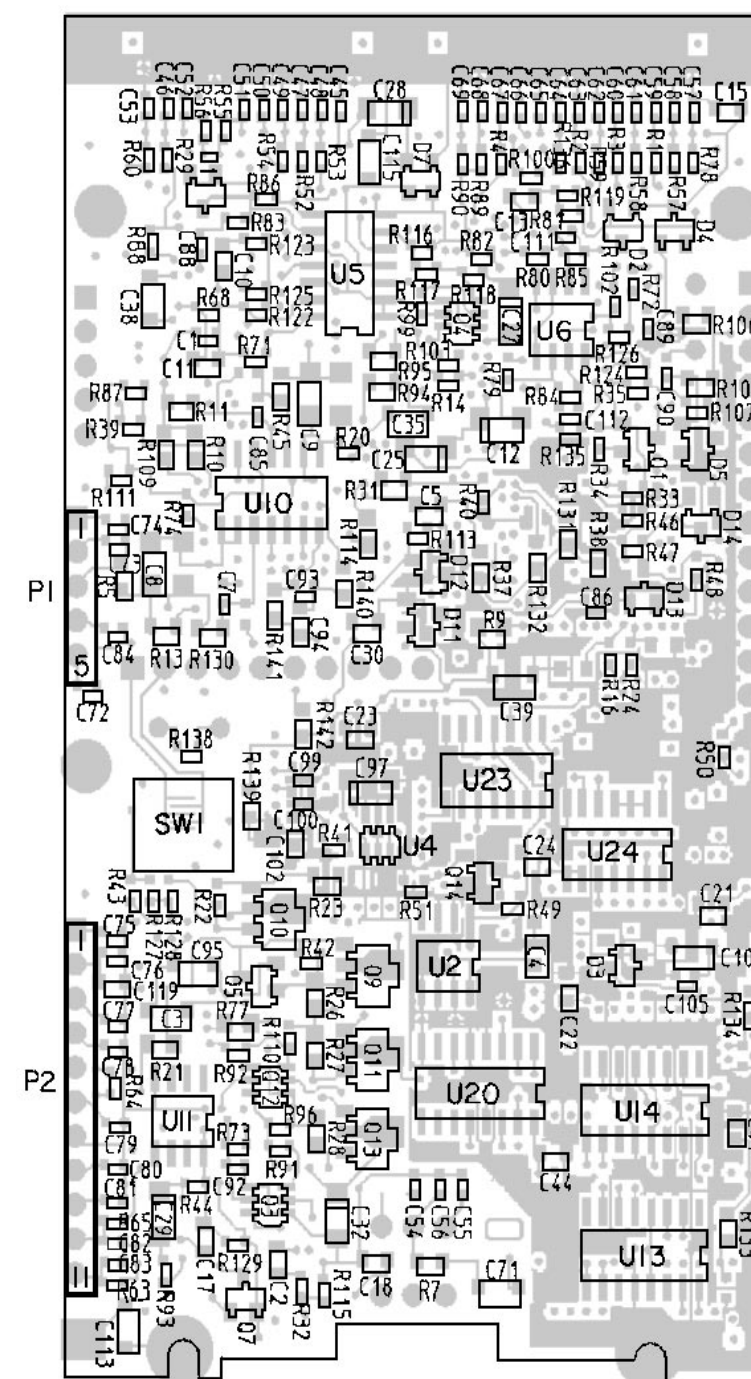 C53 C46 C52 R56 R55 C51 C50 C49 C47 C48 C45 C28 C69 C68 C67 C66 C65 C64 C63 C62 C60 C61 C59 C58 C57 C15
R60 R29 D1 R54 R52 R53 C115 D7 R90 R89 R4 R100 R3 R1 R78
R86 R119 R58 R57
R83 C13 R81 D2 D4
R88 C88 R123 C111
C10 U5 R116 R82 R80 R85 R102
C38 R68 R125 R122 R117 R118 R99 Q4 C27 U6 R72 C89
C1 R71 R103 R126
C11 R95 R124
R87 R11 R45 C9 R94 R14 R79 R84 R35 C90 R107
R39 C85 C35 C12 C112
R109 R10 R20 C25 R135 R34 Q1 D5
R111 R31 R33
R74 U10 C5 R40 R131 R46 D14
1 C74 R114 R113 R38 R47
P1 C73 R5 C8 C7 C93 R140 D12 R37 R132 C86 D13 R48
C84 R13 R130 R141 C94 C30 D11 R9
5
C72 C39 R16 R24
R138 R142 C23 R50
C99 U23
SW1 R139 C97
C100 R41 U4 U24
C102 C24
R43 R127 R128 R22 Q10 R23 R51 Q14 R49 C21
1 C75
C76 C95 R42 Q9 U2 C4 D3
C119 Q5 C105
C77 C3 R77 R26 C22 R134
C78 R21 R92 R110 R27 Q11
P2 R64 Q12 U20 U14
U11 R96
C79 R73 R28 Q13
C80 R91 C44
C81 R44 C92 Q3
R65 C29 C32 C54 C56 C55
C82 C17 R129 U13
C83 C2 C18 R7 C71
11 R63 R93 R32 R115
C113 Q7